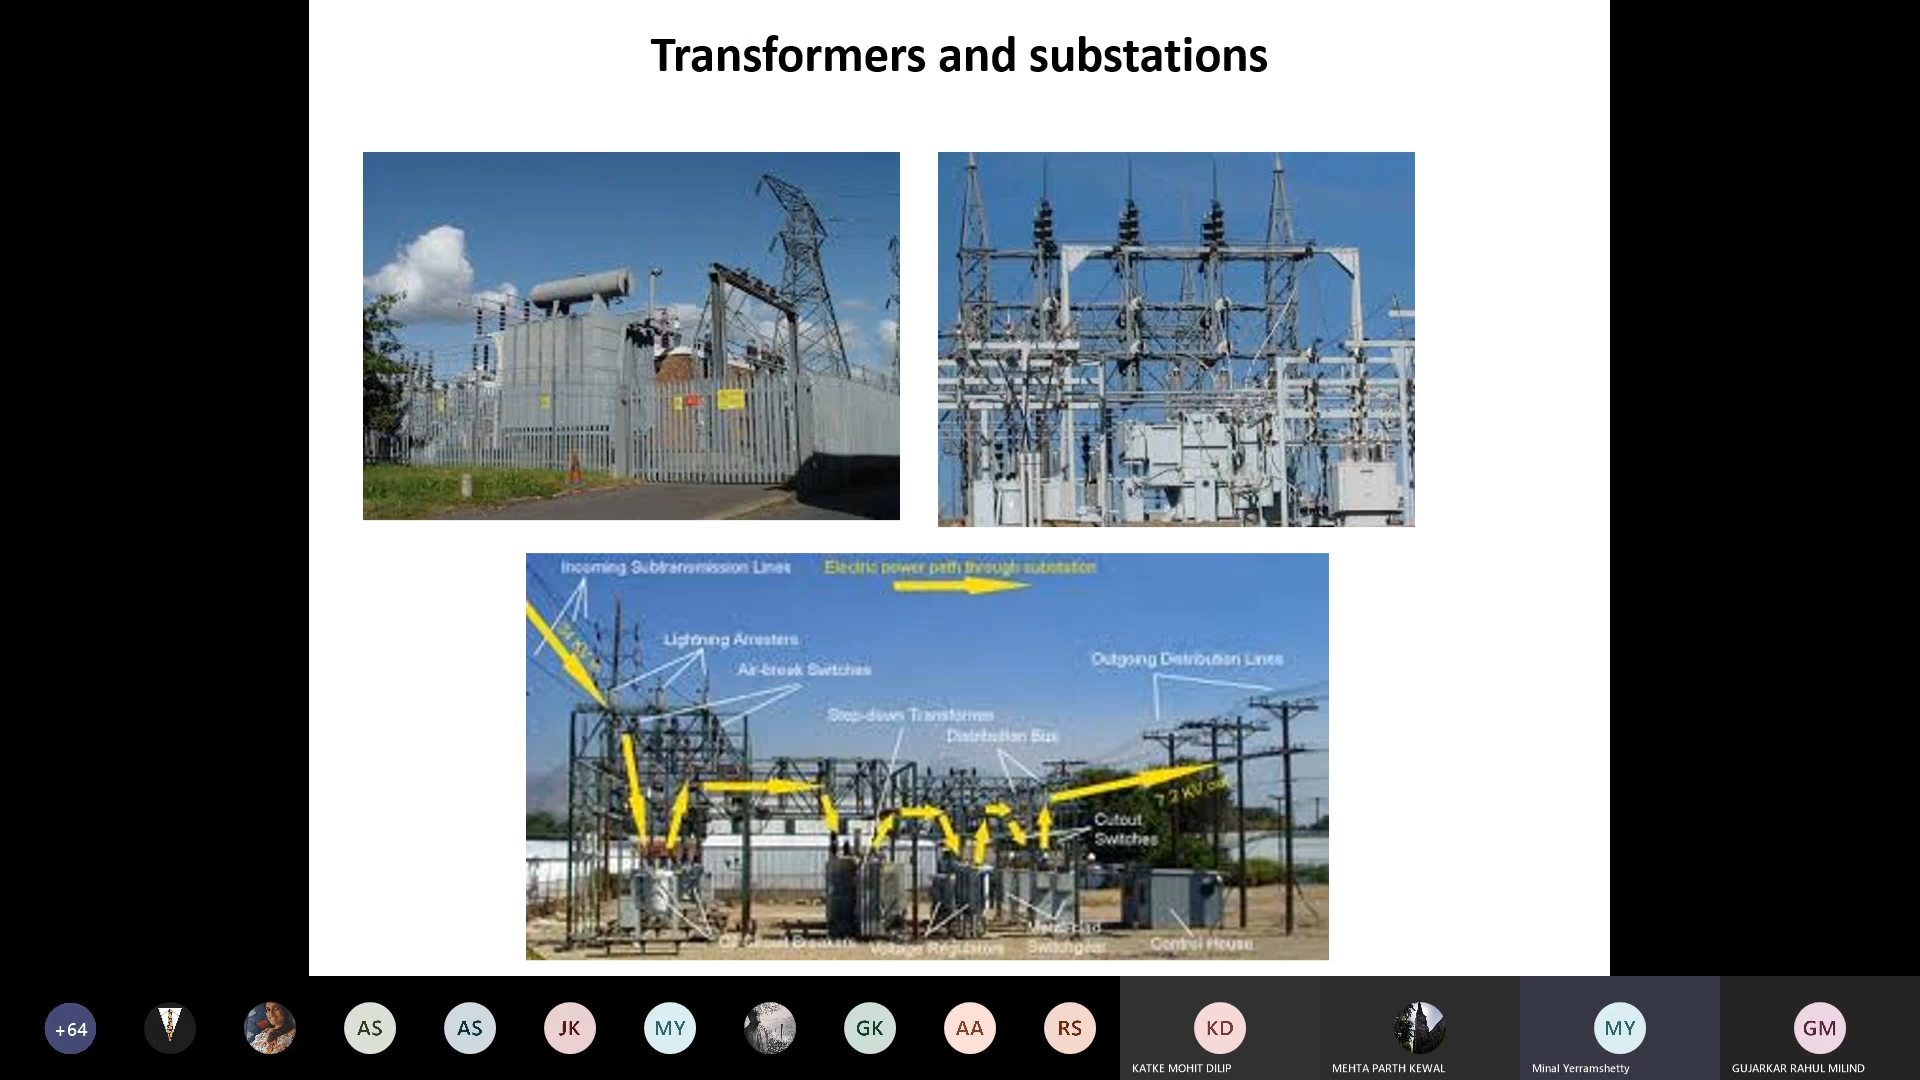 Transformers and substations
Incoming Subtransmission Lines
Electric power path through substation
Lightning Arresters
Air-break Switches
Outgoing Distribution Lines
Step-down Transformer
Distribution Bus
7.2 KV out
Cutout
Switches
Oil Circuit Breakers
Voltage Regulators
Metal-clad
Switchgear
Control House
+64
AS
AS
JK
MY
GK
AA
RS
KD
MY
GM
KATKE MOHIT DILIP
MEHTA PARTH KEWAL
Minal Yerramshetty
GUJARKAR RAHUL MILIND